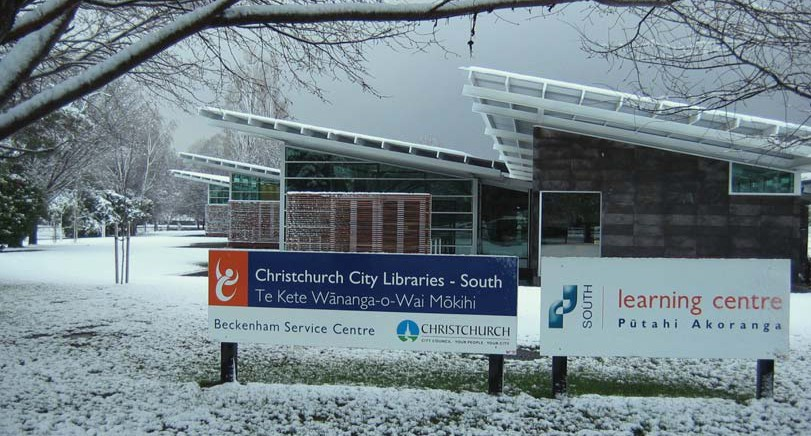 Christchurch City Libraries - South
Te Kete Wānanga-o-Wai Mōkihi
Beckenham Service Centre
CHRISTCHURCH
CITY COUNCIL · YOUR PEOPLE · YOUR CITY
SOUTH
learning centre
Pūtahi Akoranga